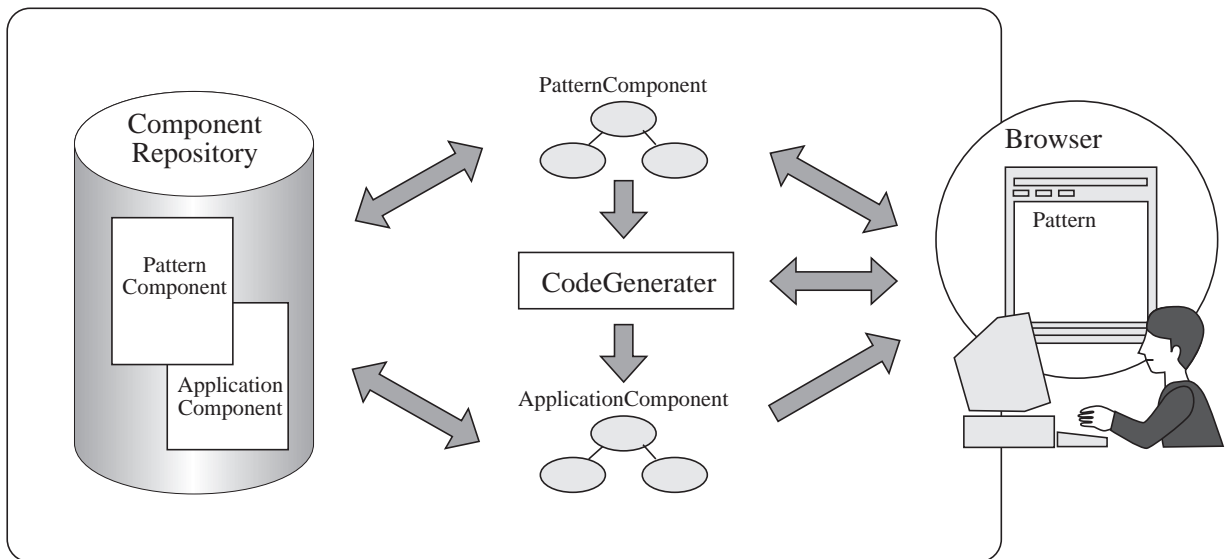 Component
Repository
Pattern
Component
Application
Component
PatternComponent
CodeGenerater
ApplicationComponent
Browser
Pattern